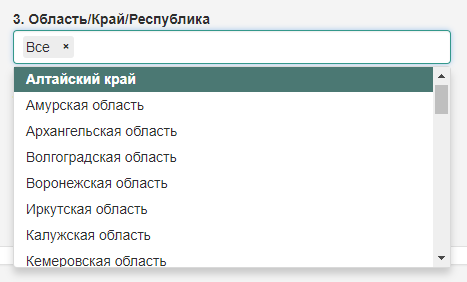 3. Область/Край/Республика
Все ×
Алтайский край
Амурская область
Архангельская область
Волгоградская область
Воронежская область
Иркутская область
Калужская область
Кемеровская область